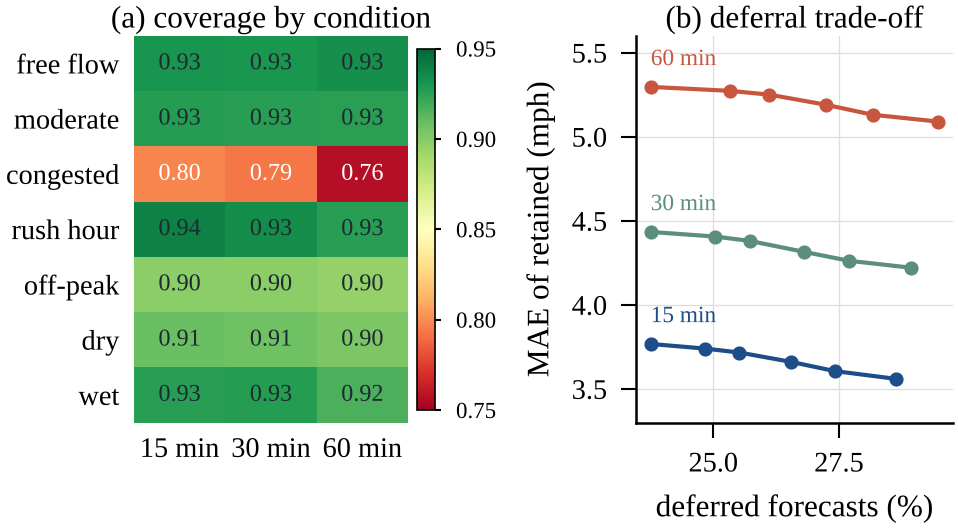 (a) coverage by condition
free flow 0.93 0.93 0.93
moderate 0.93 0.93 0.93
congested 0.80 0.79 0.76
rush hour 0.94 0.93 0.93
off-peak 0.90 0.90 0.90
dry 0.91 0.91 0.90
wet 0.93 0.93 0.92
15 min 30 min 60 min
0.95
0.90
0.85
0.80
0.75
(b) deferral trade-off
MAE of retained (mph)
5.5
5.0
4.5
4.0
3.5
60 min
30 min
15 min
25.0 27.5
deferred forecasts (%)